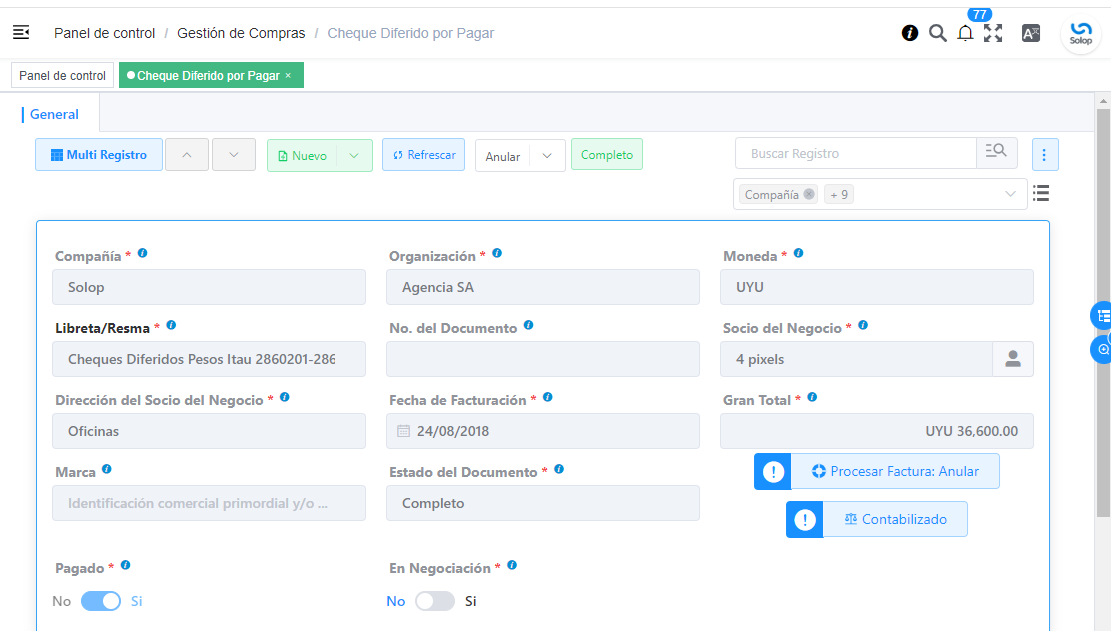 77
Panel de control / Gestión de Compras / Cheque Diferido por Pagar
Solop
Panel de control
Cheque Diferido por Pagar ×
General
Multi Registro
Nuevo
Refrescar
Anular
Completo
Buscar Registro
Compañía
+ 9
Compañía *
Organización *
Moneda *
Solop
Agencia SA
UYU
Libreta/Resma *
No. del Documento
Socio del Negocio *
Cheques Diferidos Pesos Itau 2860201-286
4 pixels
Dirección del Socio del Negocio *
Fecha de Facturación *
Gran Total *
Oficinas
24/08/2018
UYU 36,600.00
Marca
Estado del Documento *
! Procesar Factura: Anular
Identificación comercial primordial y/o ...
Completo
! Contabilizado
Pagado *
En Negociación *
No Si
No Si